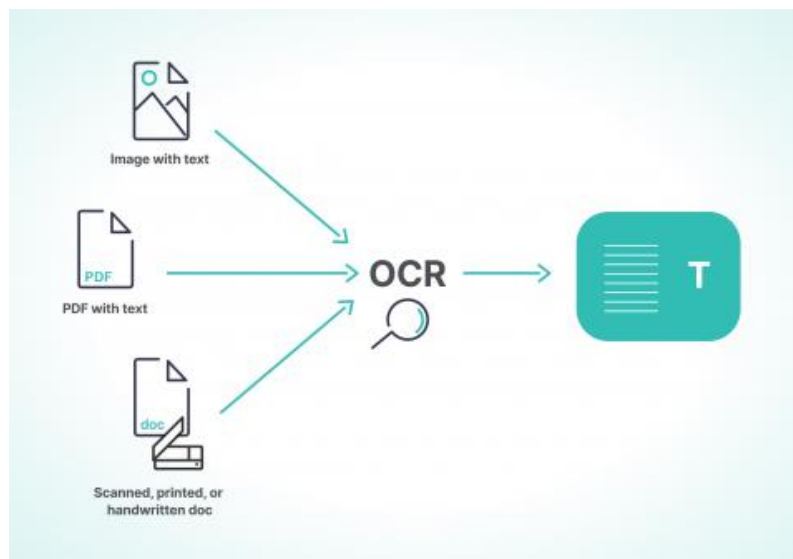 Image with text
PDF
PDF with text
OCR
T
doc
Scanned, printed, or
handwritten doc